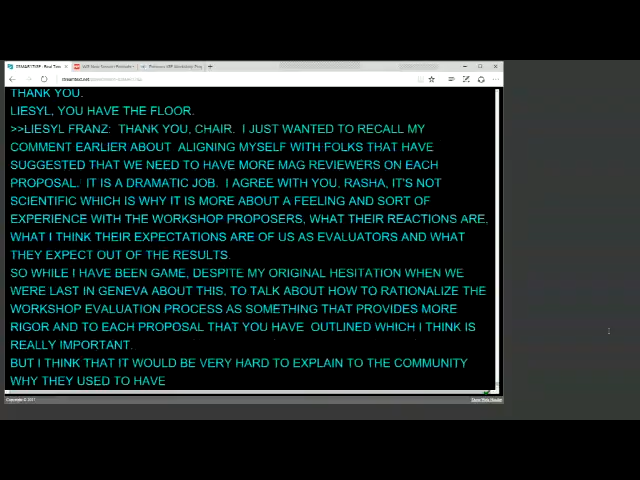 THANK YOU.
LIESYL, YOU HAVE THE FLOOR.
>>LIESYL FRANZ:  THANK YOU, CHAIR.  I JUST WANTED TO RECALL MY
COMMENT EARLIER ABOUT  ALIGNING MYSELF WITH FOLKS THAT HAVE
SUGGESTED THAT WE NEED TO HAVE MORE MAG REVIEWERS ON EACH
PROPOSAL.  IT IS A DRAMATIC JOB.  I AGREE WITH YOU, RASHA, IT'S NOT
SCIENTIFIC WHICH IS WHY IT IS MORE ABOUT A FEELING AND SORT OF
EXPERIENCE WITH THE WORKSHOP PROPOSERS, WHAT THEIR REACTIONS ARE,
WHAT I THINK THEIR EXPECTATIONS ARE OF US AS EVALUATORS AND WHAT
THEY EXPECT OUT OF THE RESULTS.
SO WHILE I HAVE BEEN GAME, DESPITE MY ORIGINAL HESITATION WHEN WE
WERE LAST IN GENEVA ABOUT THIS, TO TALK ABOUT HOW TO RATIONALIZE THE
WORKSHOP EVALUATION PROCESS AS SOMETHING THAT PROVIDES MORE
RIGOR AND TO EACH PROPOSAL THAT YOU HAVE  OUTLINED WHICH I THINK IS
REALLY IMPORTANT.
BUT I THINK THAT IT WOULD BE VERY HARD TO EXPLAIN TO THE COMMUNITY
WHY THEY USED TO HAVE